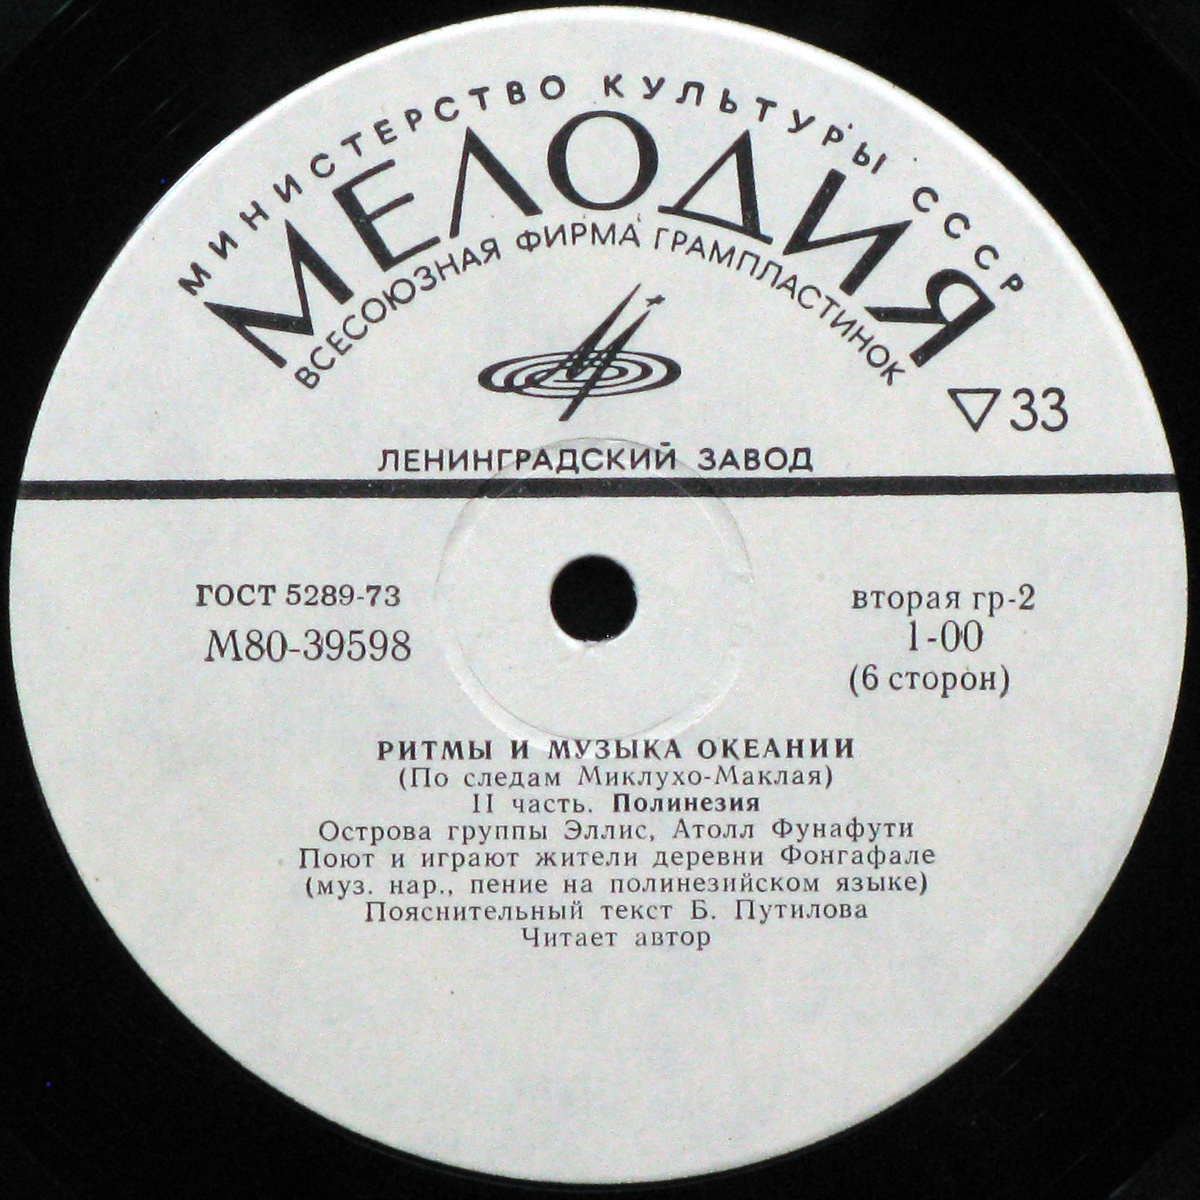 МИНИСТЕРСТВО КУЛЬТУРЫ СССР
МЕЛОДИЯ
ВСЕСОЮЗНАЯ ФИРМА ГРАМПЛАСТИНОК
33
ЛЕНИНГРАДСКИЙ ЗАВОД
ГОСТ 5289-73
М80-39598
вторая гр-2
1-00
(6 сторон)
РИТМЫ И МУЗЫКА ОКЕАНИИ
(По следам Миклухо-Маклая)
II часть. Полинезия
Острова группы Эллис, Атолл Фунафути
Поют и играют жители деревни Фонгафале
(муз. нар., пение на полинезийском языке)
Пояснительный текст Б. Путилова
Читает автор